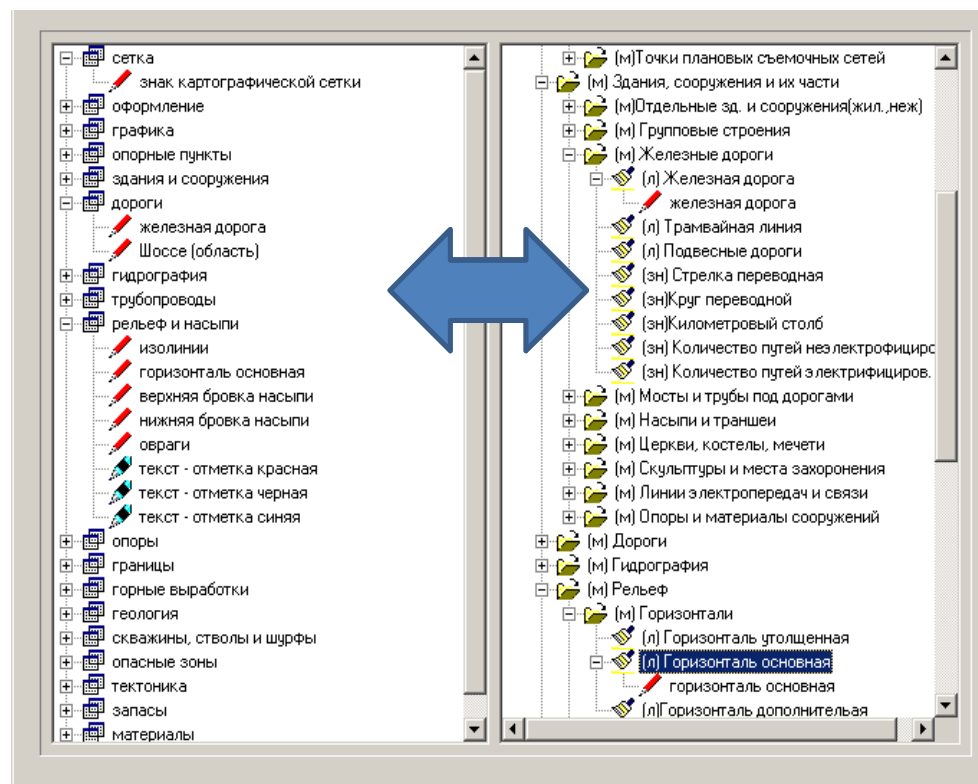 сетка
знак картографической сетки
оформление
графика
опорные пункты
здания и сооружения
дороги
железная дорога
Шоссе (область)
гидрография
трубопроводы
рельеф и насыпи
изолинии
горизонталь основная
верхняя бровка насыпи
нижняя бровка насыпи
овраги
текст - отметка красная
текст - отметка черная
текст - отметка синяя
опоры
границы
горные выработки
геология
скважины, стволы и шурфы
опасные зоны
тектоника
запасы
материалы
(м)Точки плановых съемочных сетей
(м) Здания, сооружения и их части
(м)Отдельные зд. и сооружения(жил.,неж)
(м) Групповые строения
(м) Железные дороги
(л) Железная дорога
железная дорога
(л) Трамвайная линия
(л) Подвесные дороги
(зн) Стрелка переводная
(зн)Круг переводной
(зн)Километровый столб
(зн) Количество путей неэлектрофициро
(зн) Количество путей электрифициров.
(м) Мосты и трубы под дорогами
(м) Насыпи и траншеи
(м) Церкви, костелы, мечети
(м) Скульптуры и места захоронения
(м) Линии электропередач и связи
(м) Опоры и материалы сооружений
(м) Дороги
(м) Гидрография
(м) Рельеф
(м) Горизонтали
(л) Горизонталь утолщенная
(л) Горизонталь основная
горизонталь основная
(л)Горизонталь дополнительая